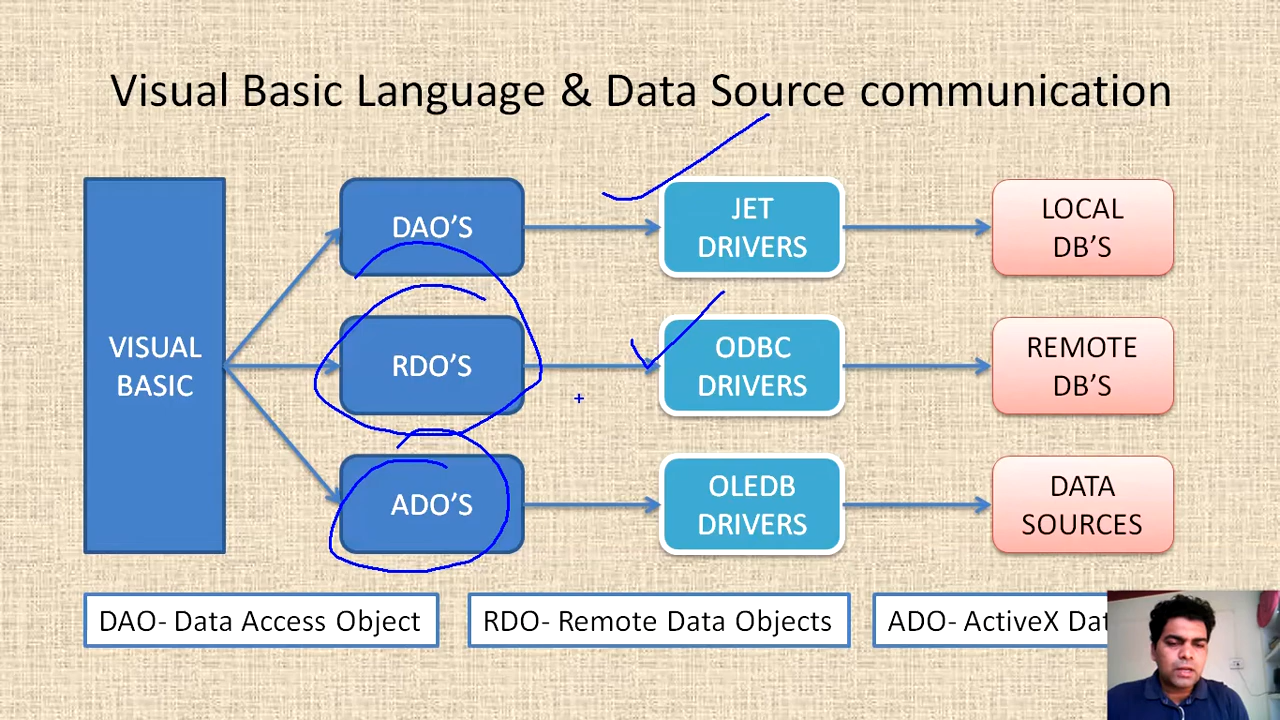 Visual Basic Language & Data Source communication
VISUAL
BASIC
DAO'S
JET
DRIVERS
LOCAL
DB'S
RDO'S
ODBC
DRIVERS
REMOTE
DB'S
ADO'S
OLEDB
DRIVERS
DATA
SOURCES
DAO- Data Access Object
RDO- Remote Data Objects
ADO- ActiveX Dat